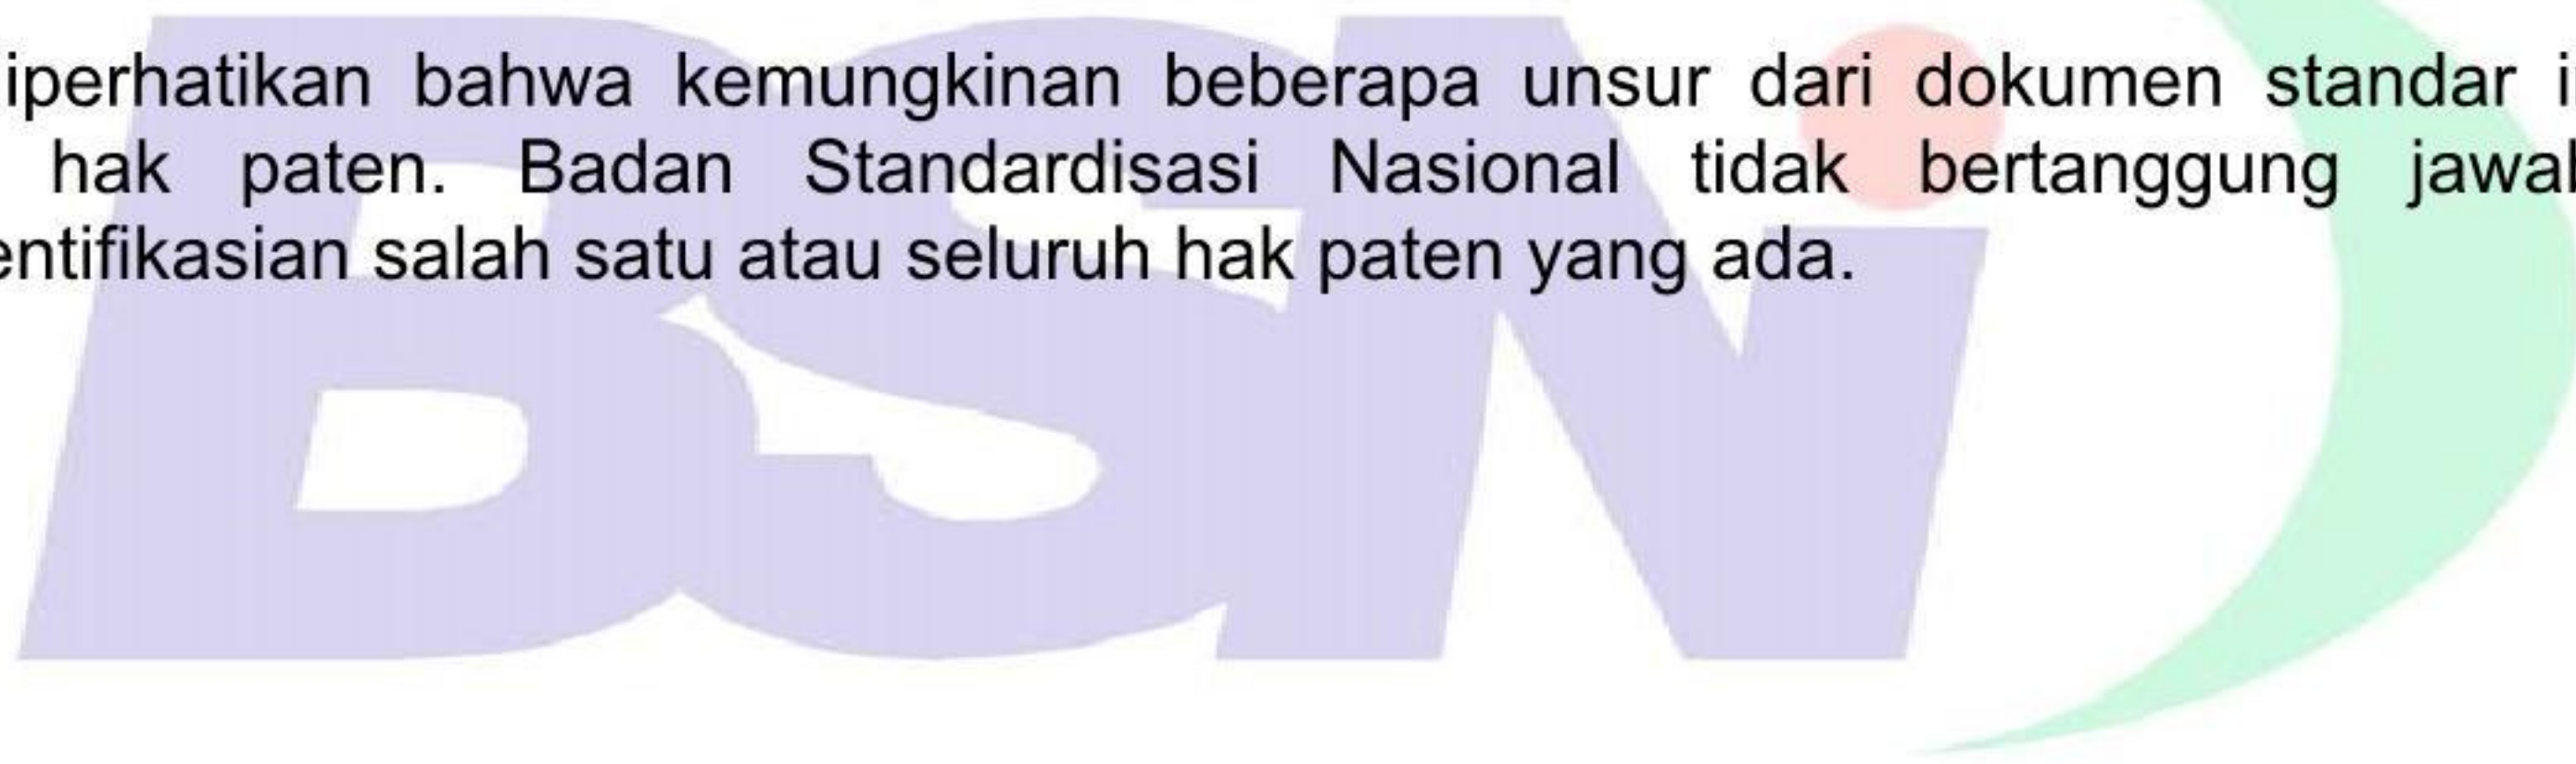 iperhatikan bahwa kemungkinan beberapa unsur dari dokumen standar i
hak paten. Badan Standardisasi Nasional tidak bertanggung jawa
entifikasian salah satu atau seluruh hak paten yang ada.
BSN